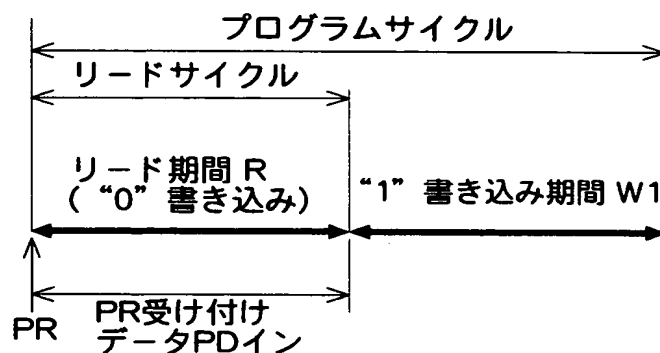 プログラムサイクル
リードサイクル
リード期間 R
(“0”書き込み)
“1”書き込み期間 W1
PR
PR受け付け
データPDイン